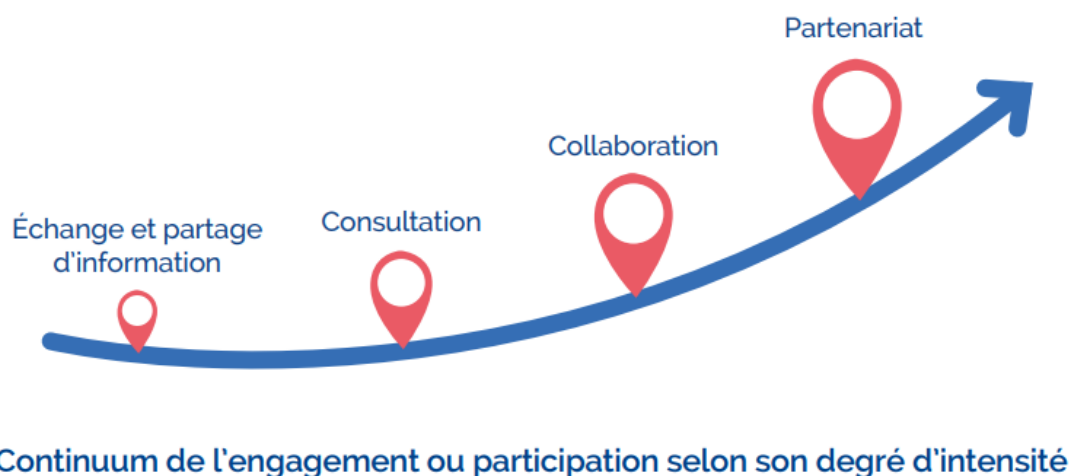 Partenariat
Collaboration
Consultation
Échange et partage
d'information
Continuum de l'engagement ou participation selon son degré d'intensité